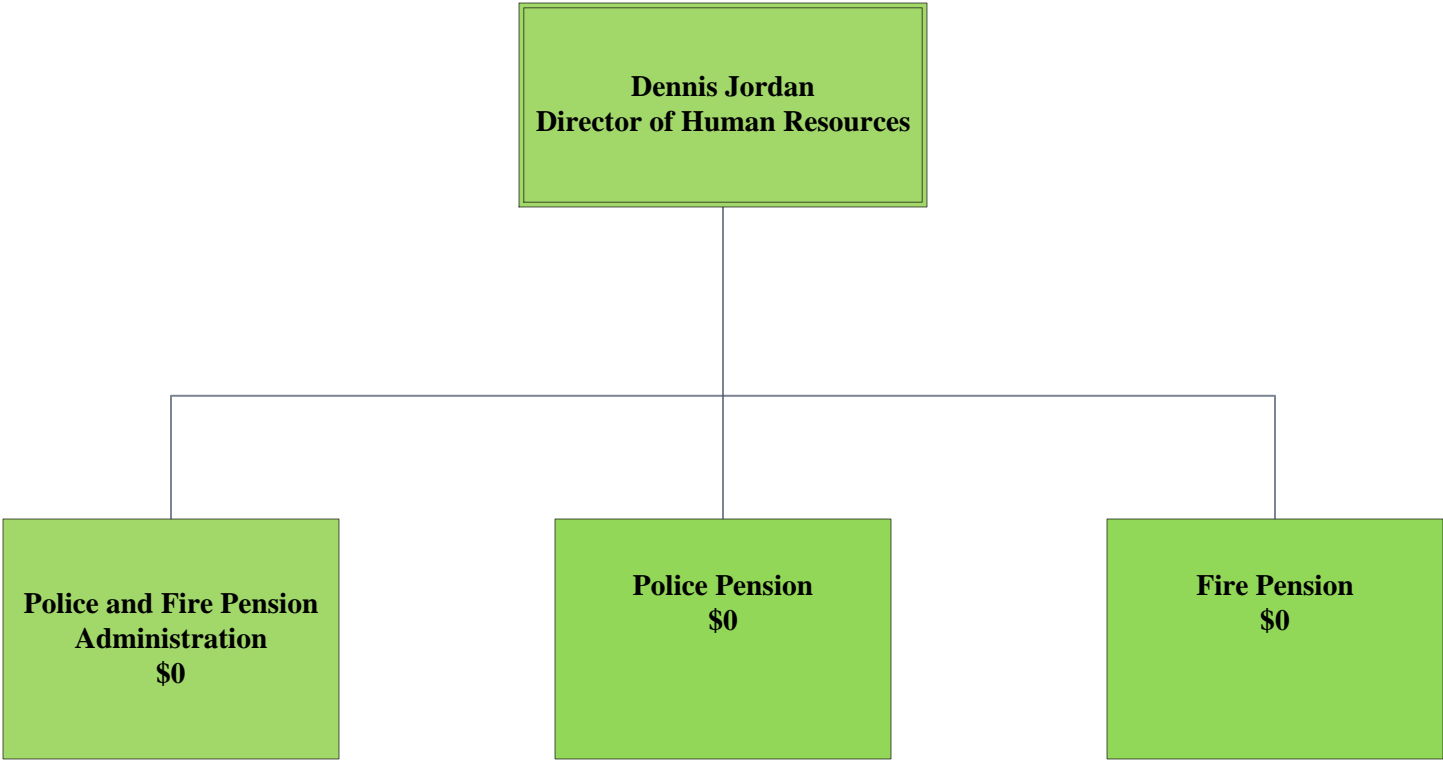 Dennis Jordan
Director of Human Resources
Police and Fire Pension
Administration
$0
Police Pension
$0
Fire Pension
$0